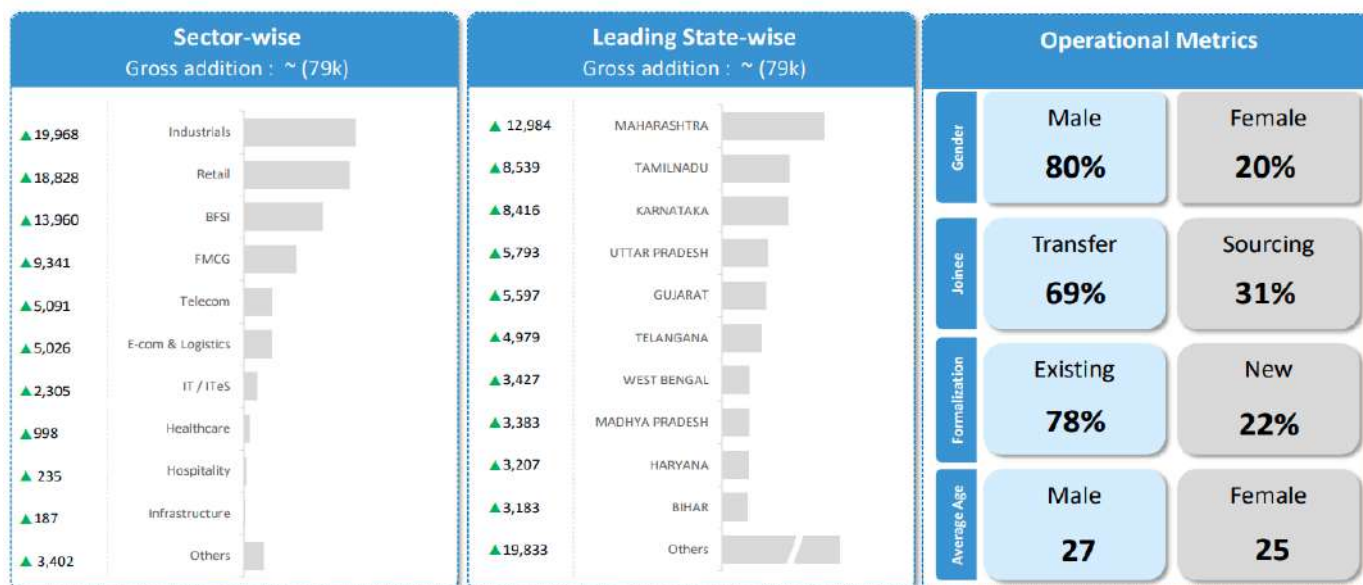 Sector-wise
Gross addition : ~ (79k)
▲19,968 Industrials
▲18,828 Retail
▲13,960 BFSI
▲9,341 FMCG
▲5,091 Telecom
▲5,026 E-com & Logistics
▲2,305 IT / ITeS
▲998 Healthcare
▲ 235 Hospitality
▲187 Infrastructure
▲ 3,402 Others
Leading State-wise
Gross addition : ~ (79k)
▲ 12,984 MAHARASHTRA
▲8,539 TAMILNADU
▲8,416 KARNATAKA
▲5,793 UTTAR PRADESH
▲5,597 GUJARAT
▲4,979 TELANGANA
▲3,427 WEST BENGAL
▲3,383 MADHYA PRADESH
▲3,207 HARYANA
▲3,183 BIHAR
▲19,833 Others
Operational Metrics
Gender
Male Female
80% 20%
Joinee
Transfer Sourcing
69% 31%
Formalization
Existing New
78% 22%
Average Age
Male Female
27 25